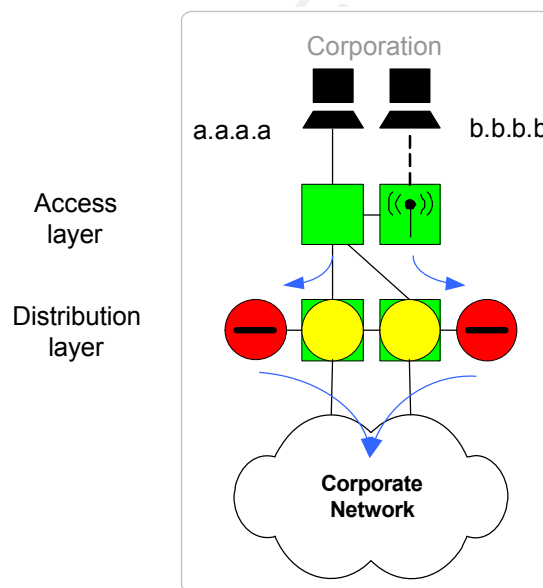 Corporation
a.a.a.a
b.b.b.b
Access
layer
Distribution
layer
Corporate
Network